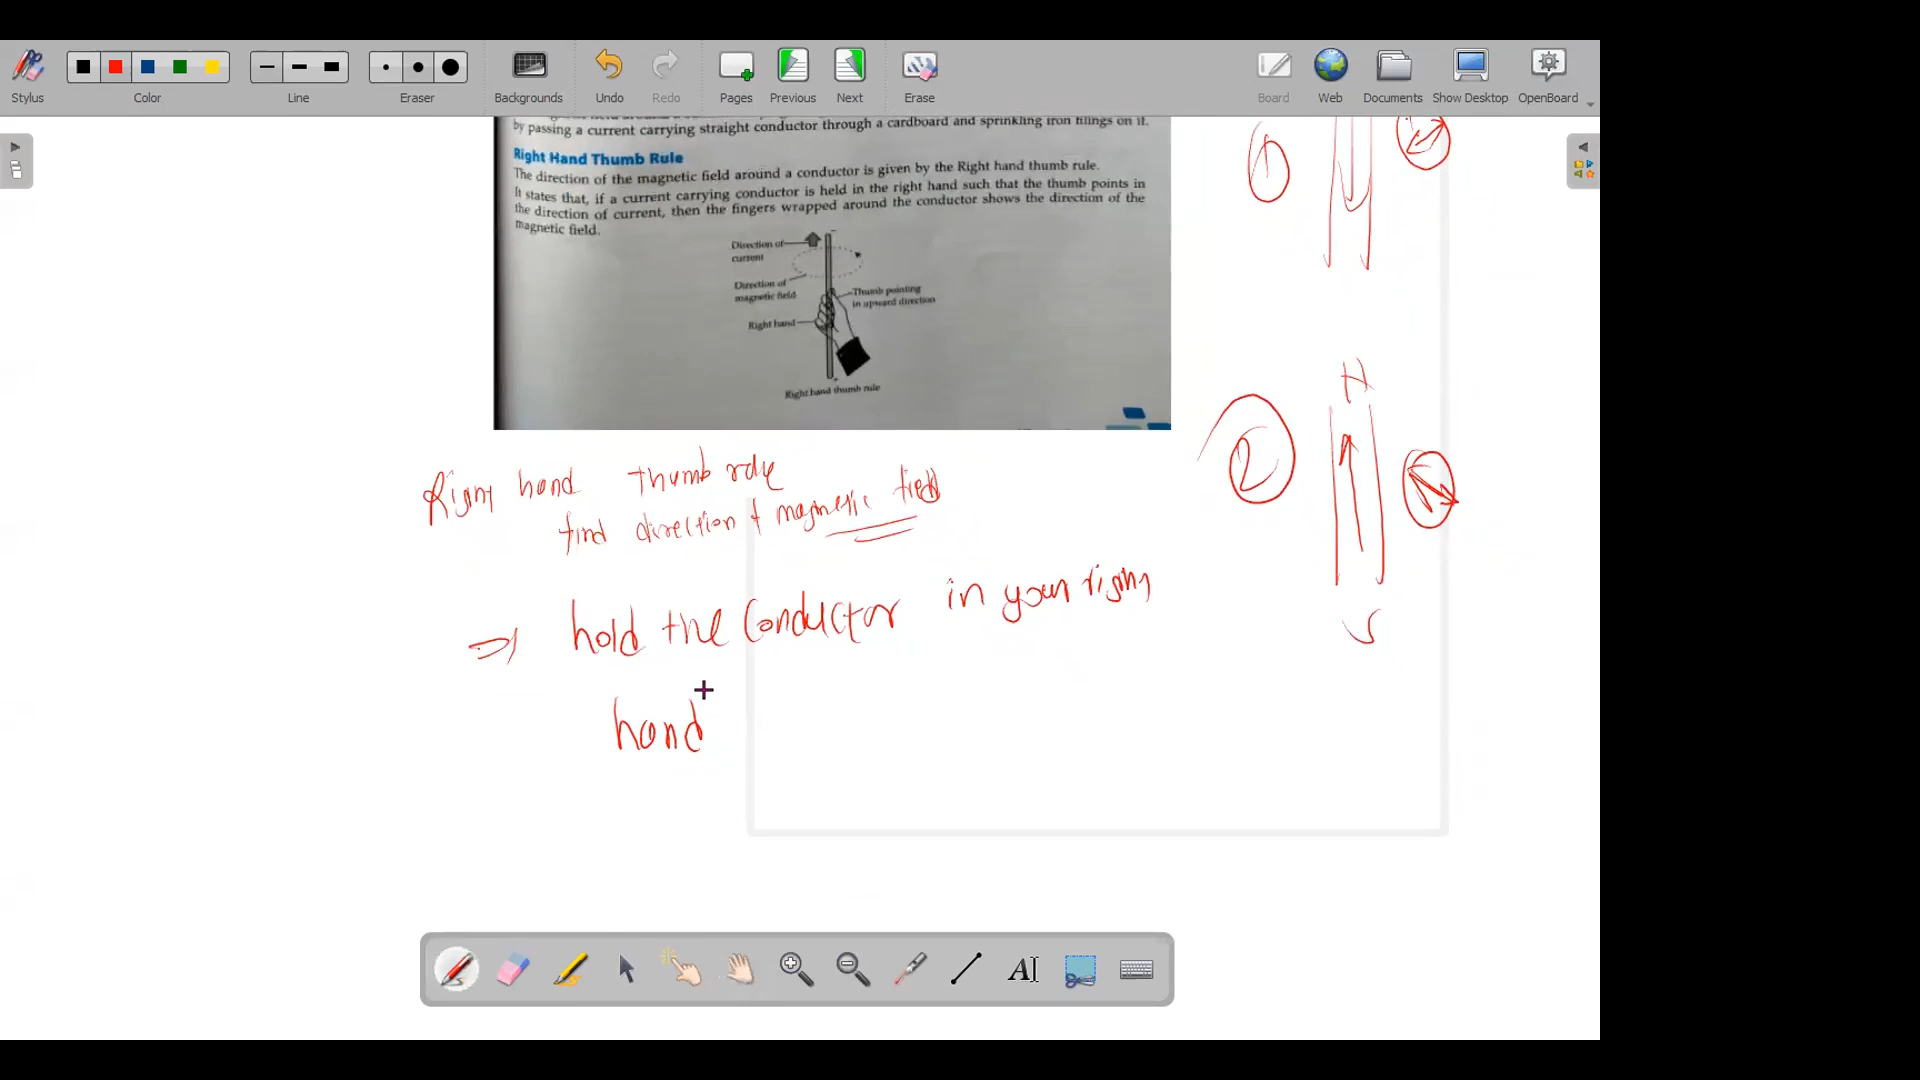 Stylus
Color
Line
Eraser
Backgrounds
Undo
Redo
Pages
Previous
Next
Erase
Board
Web
Documents
Show Desktop
OpenBoard
by passing a current carrying straight conductor through a cardboard and sprinkling iron filings on it.
Right Hand Thumb Rule
The direction of the magnetic field around a conductor is given by the Right hand thumb rule.
It states that, if a current carrying conductor is held in the right hand such that the thumb points in
the direction of current, then the fingers wrapped around the conductor shows the direction of the
magnetic field.
Direction of
current
Direction of
magnetic field
Thumb pointing
in upward direction
Right hand
Right hand thumb rule
1
2
Right hand Thumb rule
find direction of magnetic field
⇒ hold the Conductor in your right
hand
AI